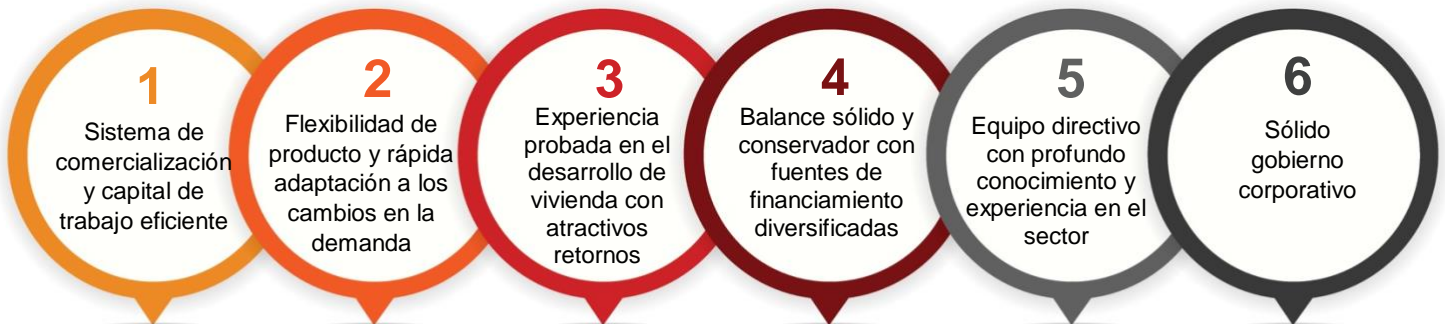 1
Sistema de
comercialización
y capital de
trabajo eficiente
2
Flexibilidad de
producto y rápida
adaptación a los
cambios en la
demanda
3
Experiencia
probada en el
desarrollo de
vivienda con
atractivos
retornos
4
Balance sólido y
conservador con
fuentes de
financiamiento
diversificadas
5
Equipo directivo
con profundo
conocimiento y
experiencia en el
sector
6
Sólido
gobierno
corporativo